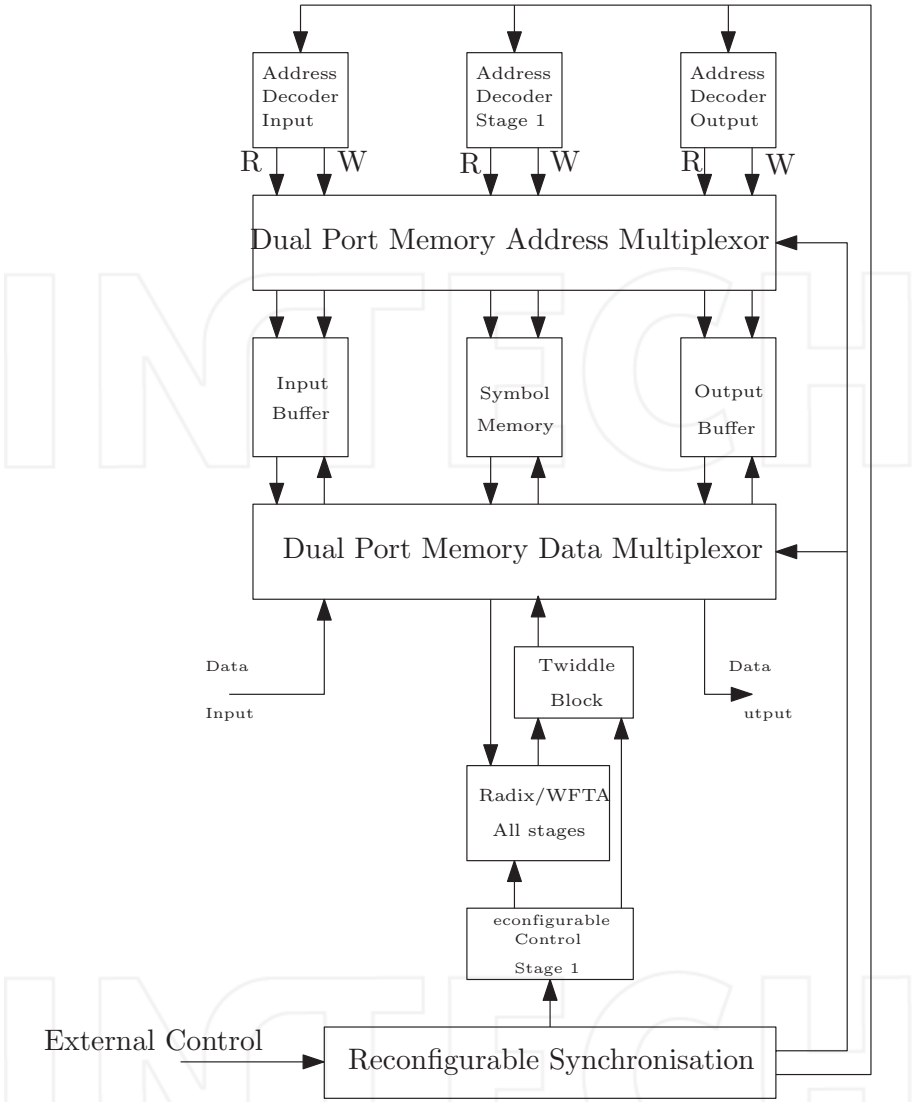 Address
Decoder
Input
Address
Decoder
Stage 1
Address
Decoder
Output
R
W
R
W
R
W
Dual Port Memory Address Multiplexor
Input
Buffer
Symbol
Memory
Output
Buffer
Dual Port Memory Data Multiplexor
Data
Input
Twiddle
Block
Data
utput
Radix/WFTA
All stages
econfigurable
Control
Stage 1
External Control
Reconfigurable Synchronisation
INTECH
INTECH